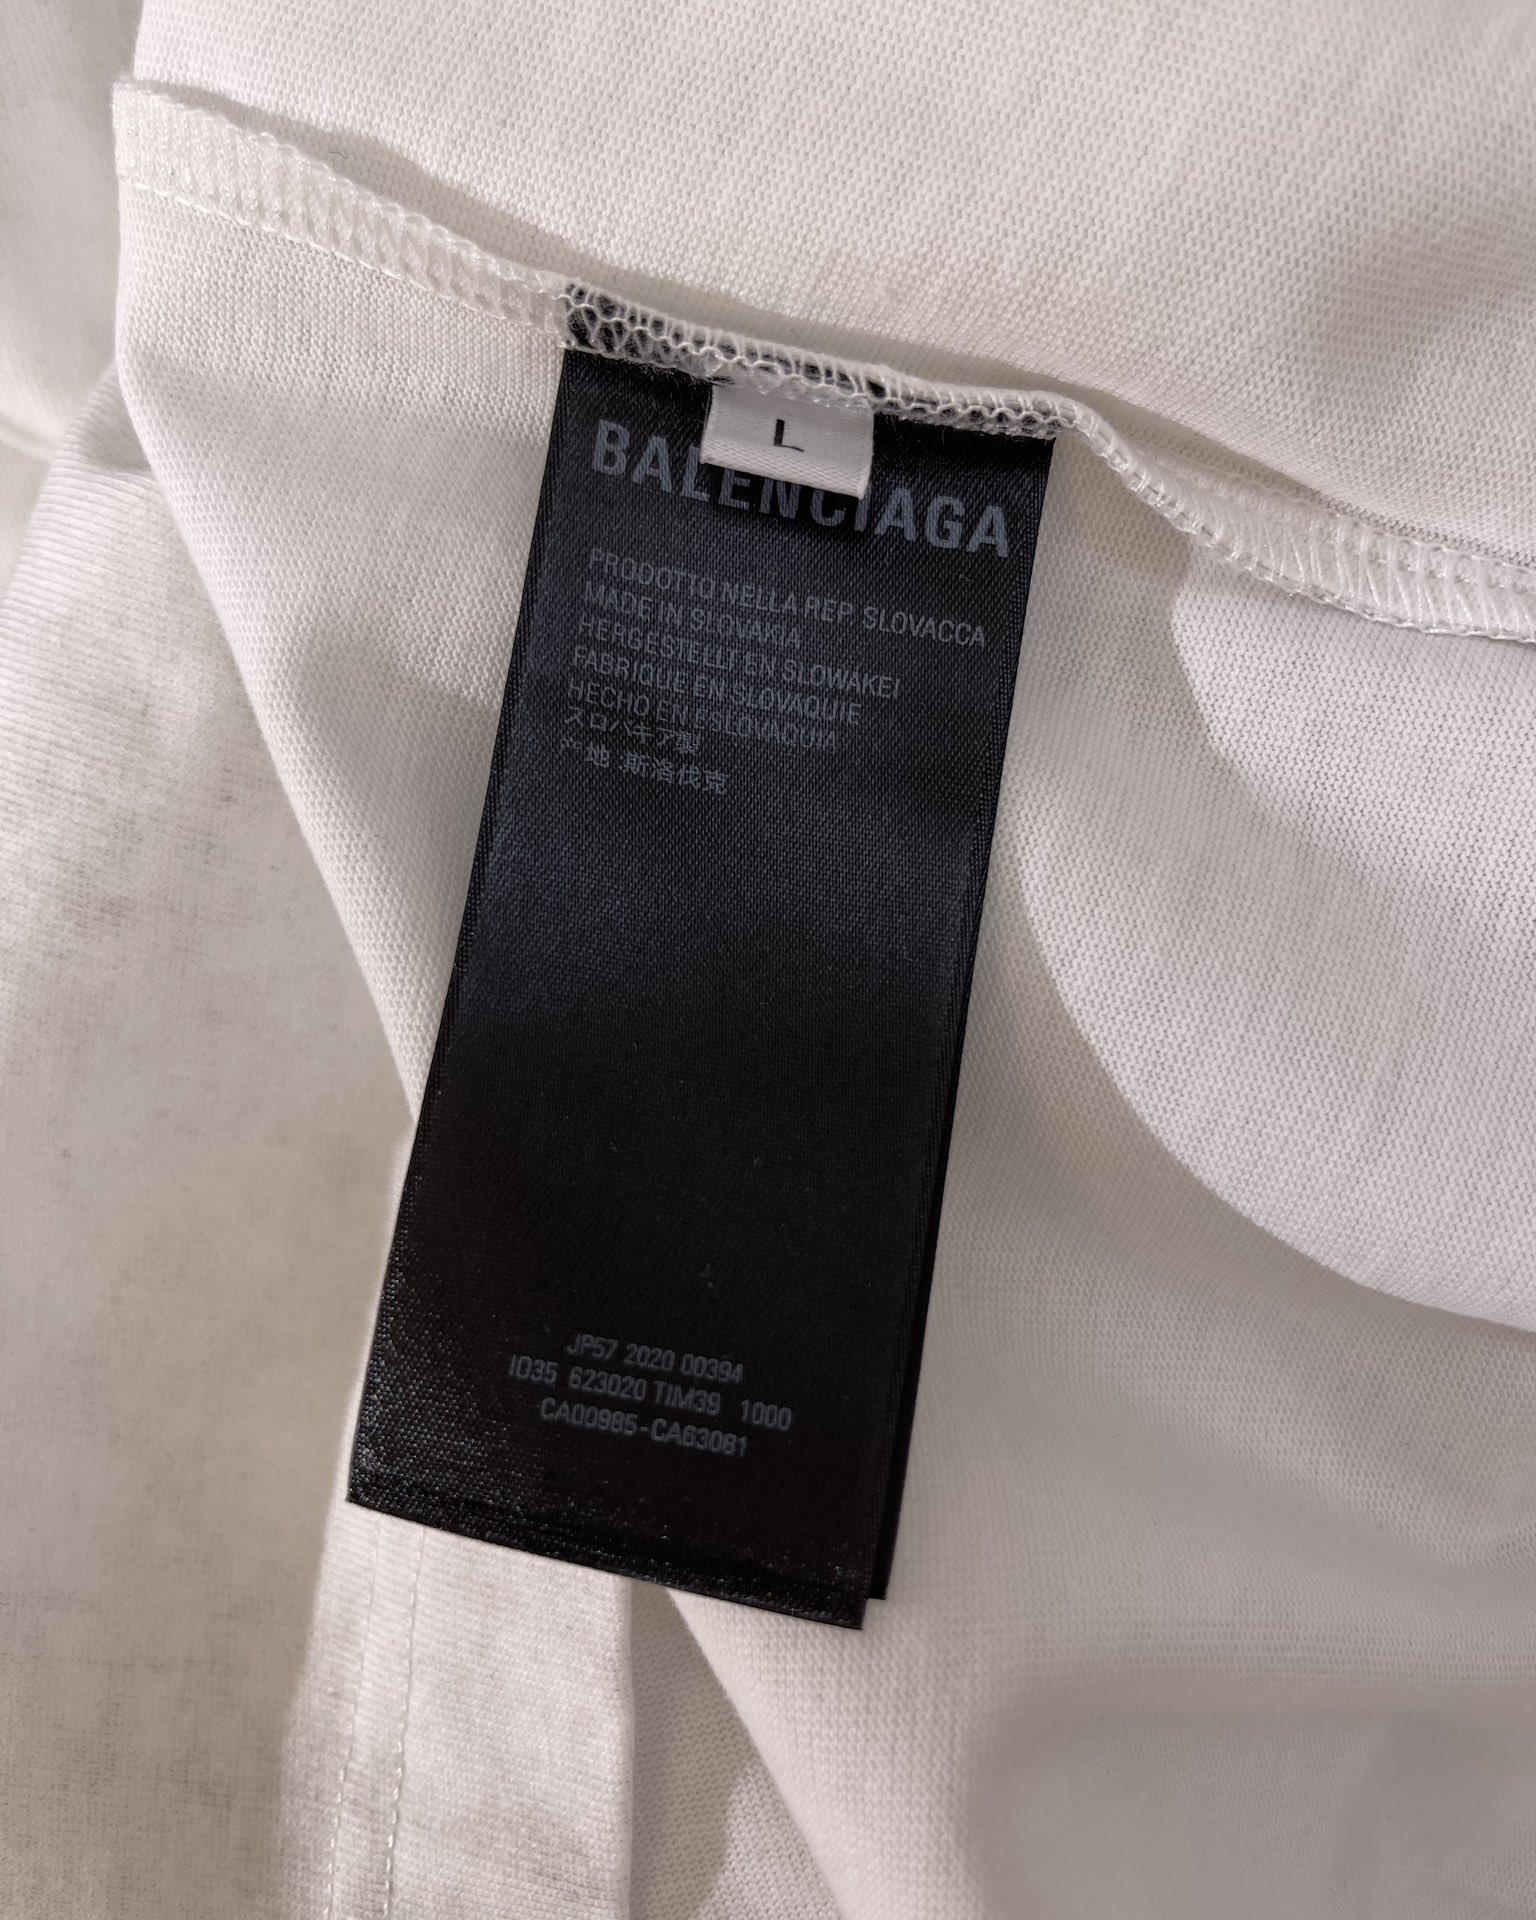 L
BALENCIAGA
PRODOTTO NELLA REP. SLOVACCA
MADE IN SLOVAKIA
HERGESTELLT EN SLOWAKEI
FABRIQUE EN SLOVAQUIE
HECHO EN ESLOVAQUIA
スロバキア製
产地 斯洛伐克
JP57 2020 00394
IO35 623020 TIM39 1000
CA00985-CA63081